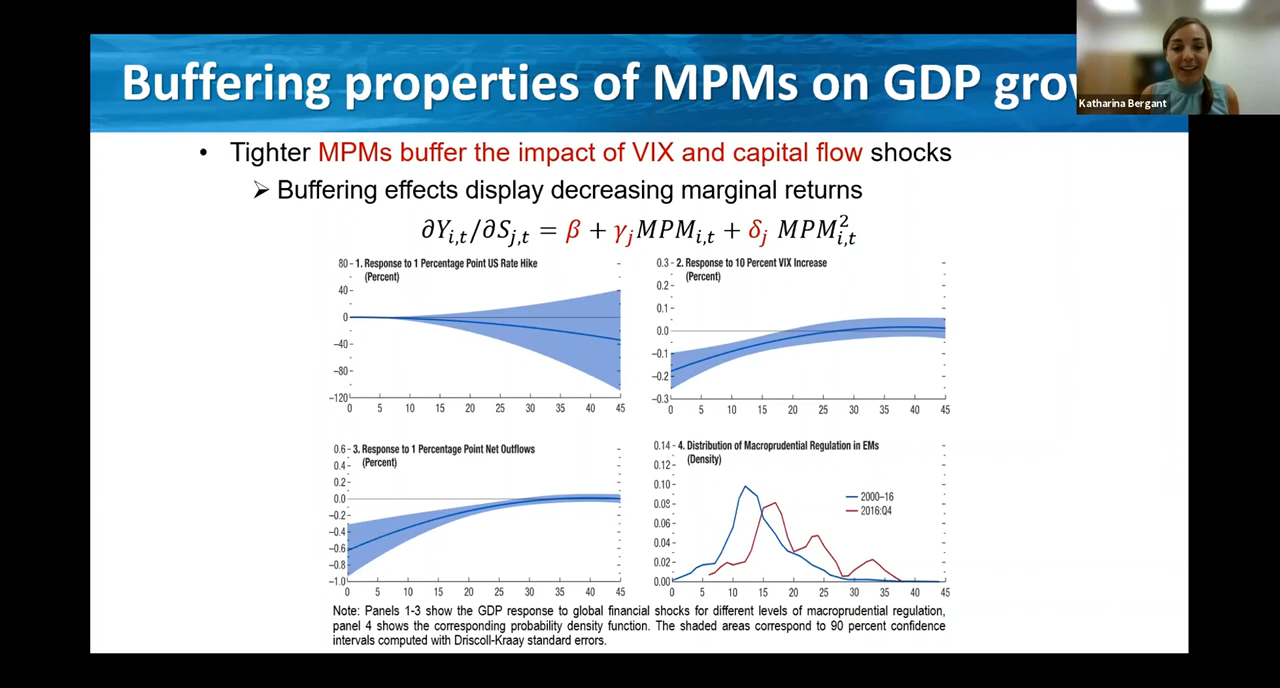 Buffering properties of MPMs on GDP grow
Katharina Bergant
• Tighter MPMs buffer the impact of VIX and capital flow shocks
➢ Buffering effects display decreasing marginal returns
∂Y_{i,t}/∂S_{j,t} = β + γ_j MPM_{i,t} + δ_j MPM²_{i,t}
1. Response to 1 Percentage Point US Rate Hike
(Percent)
80
40
0
−40
−80
−120
0 5 10 15 20 25 30 35 40 45
2. Response to 10 Percent VIX Increase
(Percent)
0.3
0.2
0.1
0.0
−0.1
−0.2
−0.3
0 5 10 15 20 25 30 35 40 45
3. Response to 1 Percentage Point Net Outflows
(Percent)
0.6
0.4
0.2
0.0
−0.2
−0.4
−0.6
−0.8
−1.0
0 5 10 15 20 25 30 35 40 45
4. Distribution of Macroprudential Regulation in EMs
(Density)
0.14
0.12
0.10
0.08
0.06
0.04
0.02
0.00
2000–16
2016:Q4
0 5 10 15 20 25 30 35 40 45
Note: Panels 1-3 show the GDP response to global financial shocks for different levels of macroprudential regulation,
panel 4 shows the corresponding probability density function. The shaded areas correspond to 90 percent confidence
intervals computed with Driscoll-Kraay standard errors.